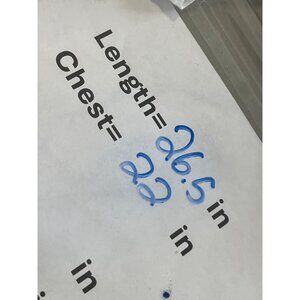 Length= 26.5 in
Chest= 22 in
in